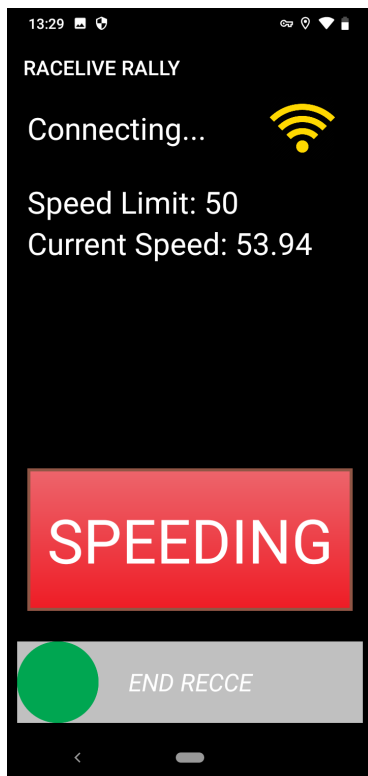 13:29
RACELIVE RALLY
Connecting...
Speed Limit: 50
Current Speed: 53.94
SPEEDING
END RECCE